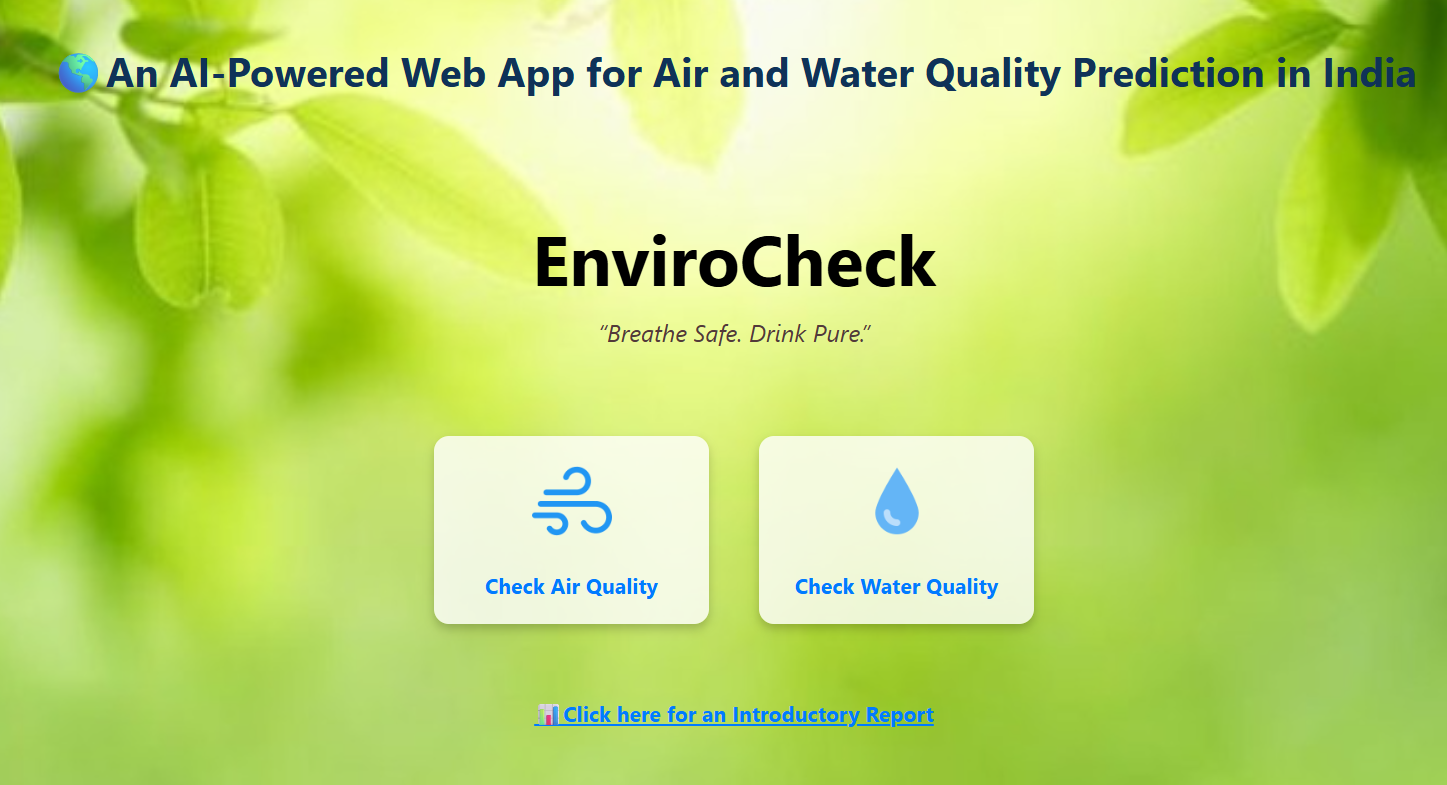 🌎 An AI-Powered Web App for Air and Water Quality Prediction in India
EnviroCheck
“Breathe Safe. Drink Pure.”
Check Air Quality
Check Water Quality
📊 Click here for an Introductory Report